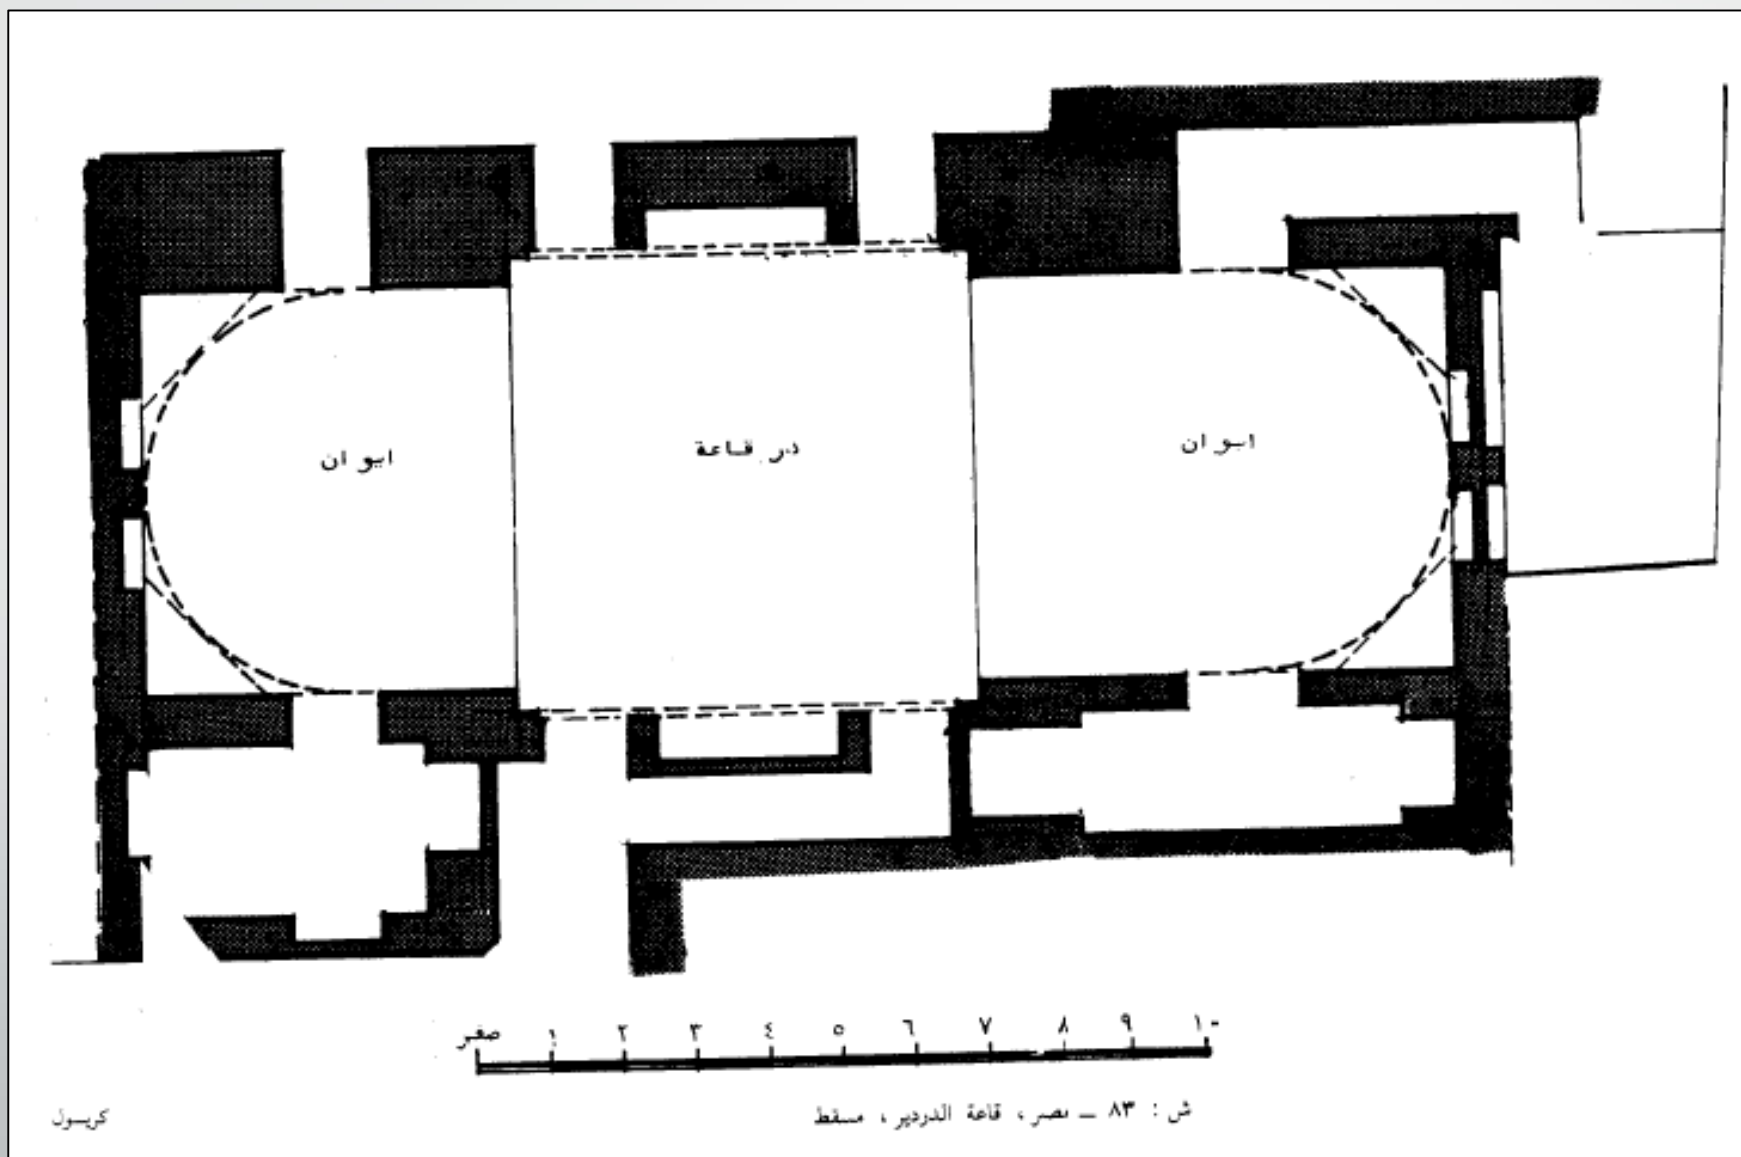 ايوان
در قاعة
ايوان
صفر ١ ٢ ٣ ٤ ٥ ٦ ٧ ٨ ٩ ١٠
ش : ٨٣ ــ نصر، قاعة الدردير، مسقط
كريسول